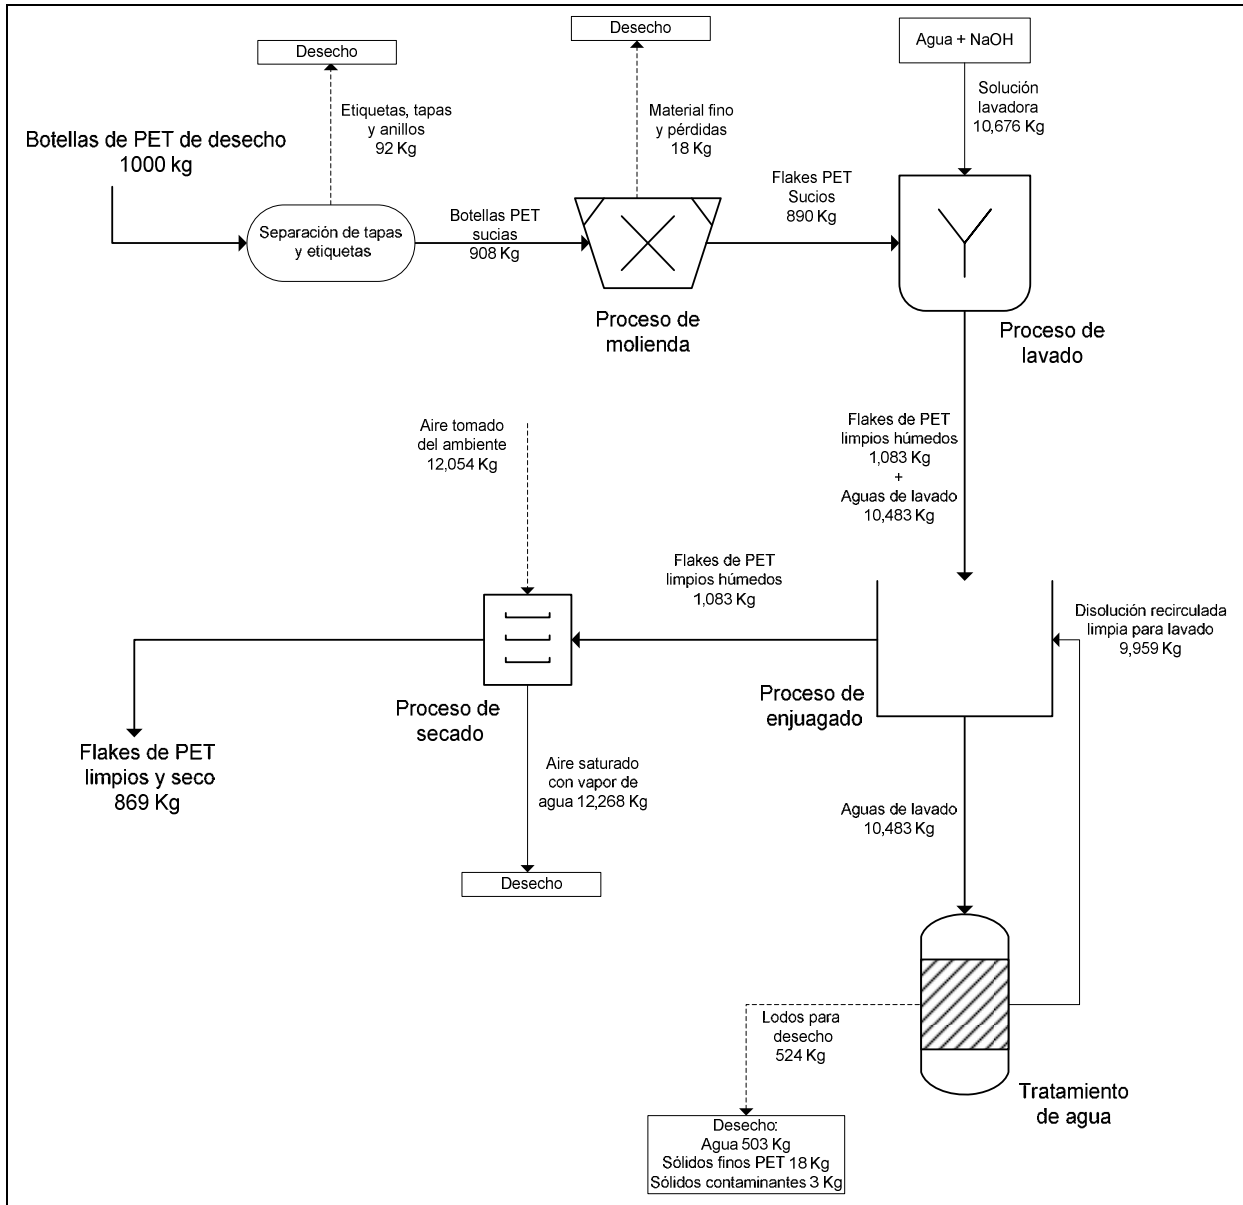 Desecho
Etiquetas, tapas
y anillos
92 Kg
Desecho
Material fino
y pérdidas
18 Kg
Agua + NaOH
Solución
lavadora
10,676 Kg
Botellas de PET de desecho
1000 kg
Separación de tapas
y etiquetas
Botellas PET
sucias
908 Kg
Proceso de
molienda
Flakes PET
Sucios
890 Kg
Proceso de
lavado
Flakes de PET
limpios húmedos
1,083 Kg
+
Aguas de lavado
10,483 Kg
Aire tomado
del ambiente
12,054 Kg
Flakes de PET
limpios húmedos
1,083 Kg
Disolución recirculada
limpia para lavado
9,959 Kg
Proceso de
enjuagado
Proceso de
secado
Flakes de PET
limpios y seco
869 Kg
Aire saturado
con vapor de
agua 12,268 Kg
Desecho
Aguas de lavado
10,483 Kg
Lodos para
desecho
524 Kg
Tratamiento
de agua
Desecho:
Agua 503 Kg
Sólidos finos PET 18 Kg
Sólidos contaminantes 3 Kg